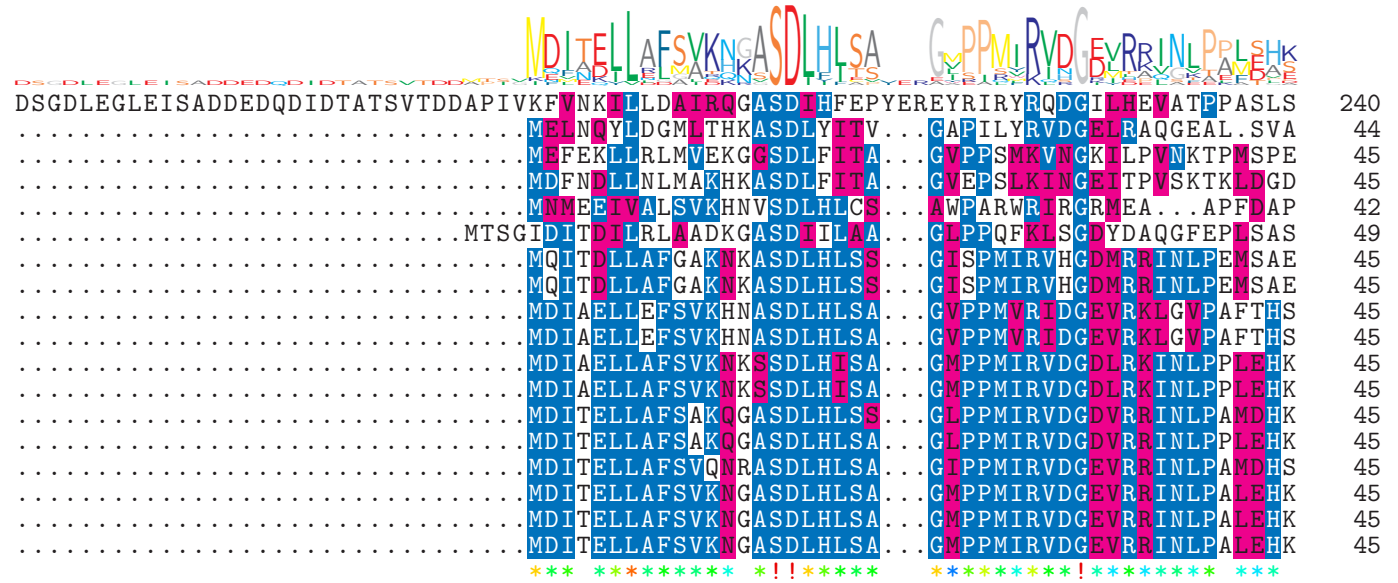 DSGDLEGLEISADDEDQDIDTATSVTDDAPIVKFVNKILLDAIRQGASDIHFEPYEREYRIRYRQDGILHEVATPPASLS 240
................................MELNQYLDGMLTHKASDLYITV...GAPILYRVDGELRAQGEAL.SVA 44
................................MEFEKLLRLMVEKGGSDLFITA...GVPPSMKVNGKILPVNKTPMSPE 45
................................MDFNDLLNLMAKHKASDLFITA...GVEPSLKINGEITPVSKTKLDGD 45
................................MNMEEIVALSVKHNVSDLHLCS...AWPARWRIRGRMEA...APFDAP 42
............................MTSGIDITDILRLAADKGASDIILAA...GLPPQFKLSGDYDAQGFEPLSAS 49
................................MQITDLLAFGAKNKASDLHLSS...GISPMIRVHGDMRRINLPEMSAE 45
................................MQITDLLAFGAKNKASDLHLSS...GISPMIRVHGDMRRINLPEMSAE 45
................................MDIAELLEFSVKHNASDLHLSA...GVPPMVRIDGEVRKLGVPAFTHS 45
................................MDIAELLEFSVKHNASDLHLSA...GVPPMVRIDGEVRKLGVPAFTHS 45
................................MDIAELLAFSVKNKSSDLHISA...GMPPMIRVDGDLRKINLPPLEHK 45
................................MDIAELLAFSVKNKSSDLHISA...GMPPMIRVDGDLRKINLPPLEHK 45
................................MDITELLAFSAKQGASDLHLSS...GLPPMIRVDGDVRRINLPAMDHK 45
................................MDITELLAFSAKQGASDLHLSA...GLPPMIRVDGDVRRINLPPLEHK 45
................................MDITELLAFSVQNRASDLHLSA...GIPPMIRVDGEVRRINLPAMDHS 45
................................MDITELLAFSVKNGASDLHLSA...GMPPMIRVDGEVRRINLPALEHK 45
................................MDITELLAFSVKNGASDLHLSA...GMPPMIRVDGEVRRINLPALEHK 45
................................MDITELLAFSVKNGASDLHLSA...GMPPMIRVDGEVRRINLPALEHK 45
*** ********* *!!***** *********!******** ***